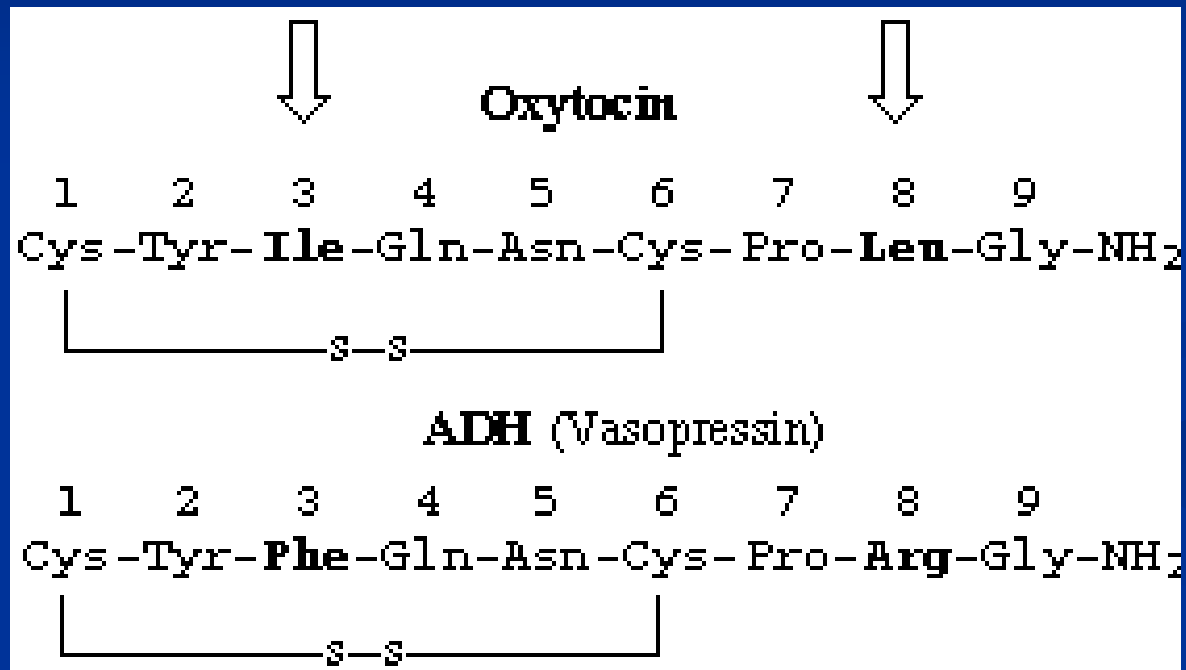 Oxytocin
1 2 3 4 5 6 7 8 9
Cys-Tyr-Ile-Gln-Asn-Cys-Pro-Leu-Gly-NH2
S—S
ADH (Vasopressin)
1 2 3 4 5 6 7 8 9
Cys-Tyr-Phe-Gln-Asn-Cys-Pro-Arg-Gly-NH2
S—S